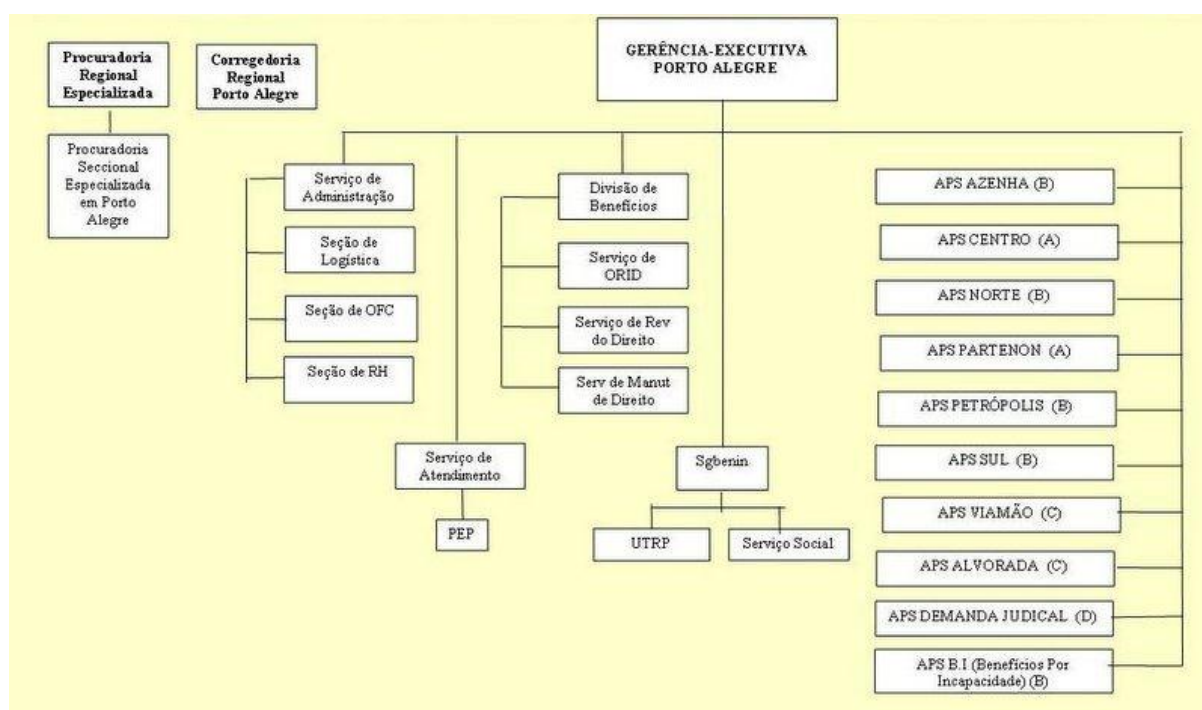 Procuradoria
Regional
Especializada
Corregedoria
Regional
Porto Alegre
GERÊNCIA-EXECUTIVA
PORTO ALEGRE
Procuradoria
Seccional
Especializada
em Porto
Alegre
Serviço de
Administração
Seção de
Logística
Seção de OFC
Seção de RH
Divisão de
Benefícios
Serviço de
ORID
Serviço de Rev
do Direito
Serv de Manut
de Direito
Serviço de
Atendimento
PEP
Sgbenin
UTRP
Serviço Social
APS AZENHA (B)
APS CENTRO (A)
APS NORTE (B)
APS PARTENON (A)
APS PETRÓPOLIS (B)
APS SUL (B)
APS VIAMÃO (C)
APS ALVORADA (C)
APS DEMANDA JUDICAL (D)
APS B.I (Benefícios Por
Incapacidade) (B)